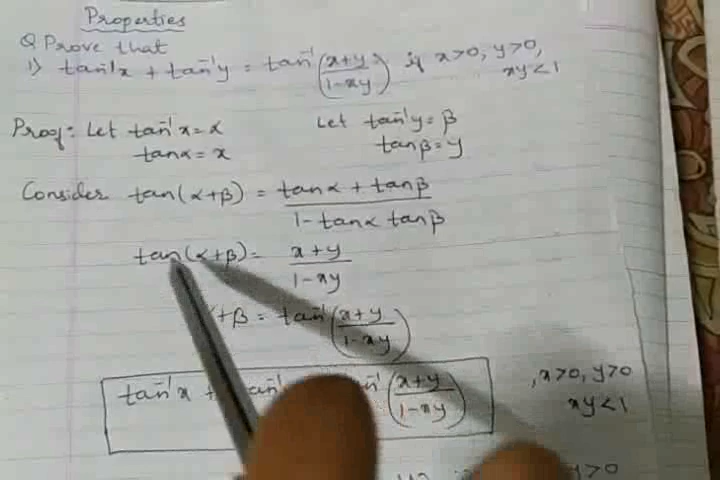 Properties
Q Prove that
1) tan⁻¹x + tan⁻¹y = tan⁻¹(x+y/1-xy) if x>0, y>0,
xy<1
Proof:- Let tan⁻¹x = α Let tan⁻¹y = β
tanα = x tanβ = y
Consider tan(α+β) = tanα + tanβ / 1- tanα tanβ
tan(α+β) = x+y / 1-xy
+β = tan⁻¹(x+y/1-xy)
tan⁻¹x + (x+y/1-xy) , x>0, y>0
xy<1
y>0